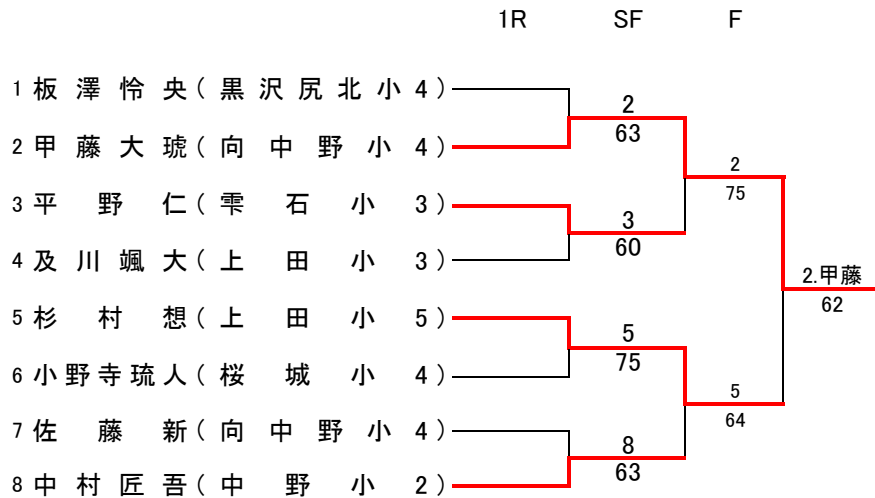 1R SF F
1 板澤怜央(黒沢尻北小4)
2
63
2 甲藤大琥(向中野小4)
2
75
3 平野仁(雫石小3)
3
60
4 及川颯大(上田小3)
2.甲藤
62
5 杉村想(上田小5)
5
75
6 小野寺琉人(桜城小4)
5
64
7 佐藤新(向中野小4)
8
63
8 中村匠吾(中野小2)